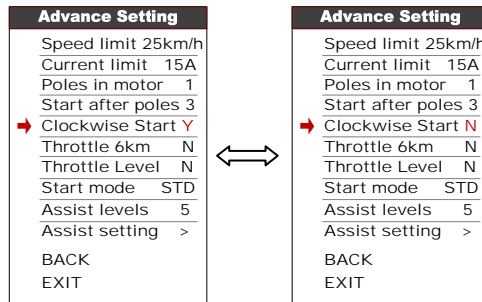 Advance Setting
Speed limit 25km/h
Current limit 15A
Poles in motor 1
Start after poles 3
Clockwise Start Y
Throttle 6km N
Throttle Level N
Start mode STD
Assist levels 5
Assist setting >
BACK
EXIT
Advance Setting
Speed limit 25km/h
Current limit 15A
Poles in motor 1
Start after poles 3
Clockwise Start N
Throttle 6km N
Throttle Level N
Start mode STD
Assist levels 5
Assist setting >
BACK
EXIT